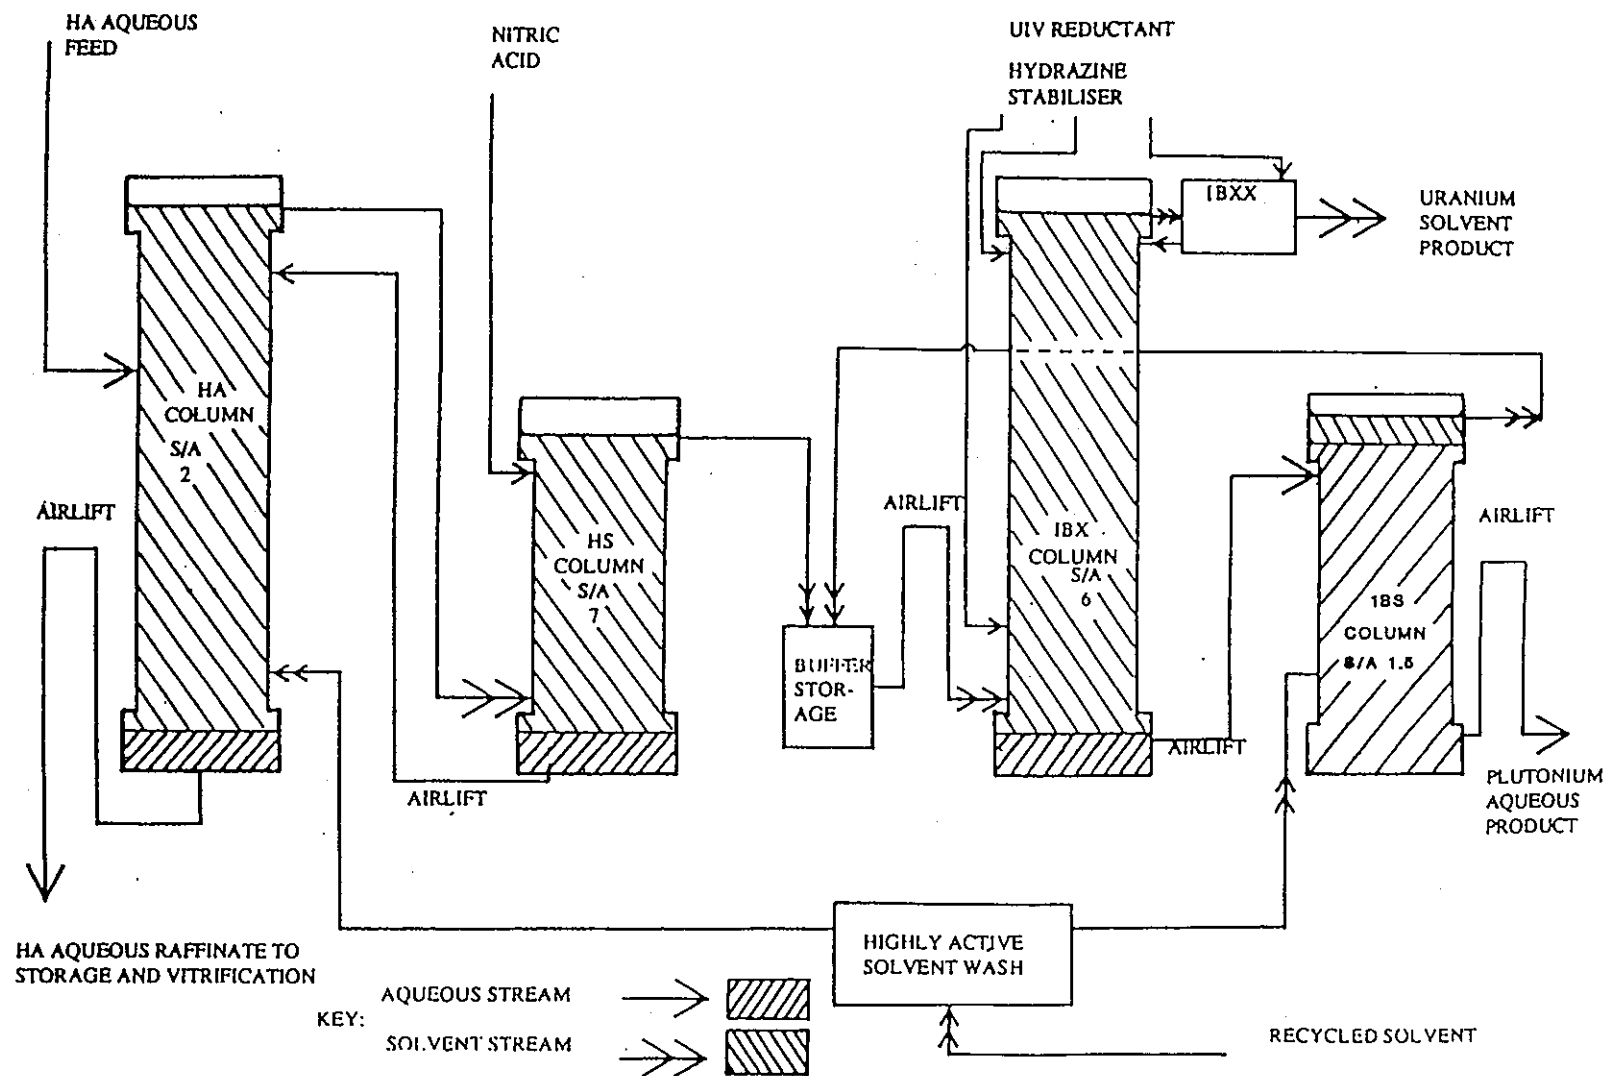 HA AQUEOUS
FEED
NITRIC
ACID
UIV REDUCTANT
HYDRAZINE
STABILISER
IBXX
URANIUM
SOLVENT
PRODUCT
HA
COLUMN
S/A
2
AIRLIFT
HS
COLUMN
S/A
7
AIRLIFT
BUFFER
STOR-
AGE
AIRLIFT
IBX
COLUMN
S/A
6
AIRLIFT
1BS
COLUMN
S/A 1.5
AIRLIFT
PLUTONIUM
AQUEOUS
PRODUCT
HA AQUEOUS RAFFINATE TO
STORAGE AND VITRIFICATION
HIGHLY ACTIVE
SOLVENT WASH
RECYCLED SOLVENT
KEY:
AQUEOUS STREAM
SOLVENT STREAM